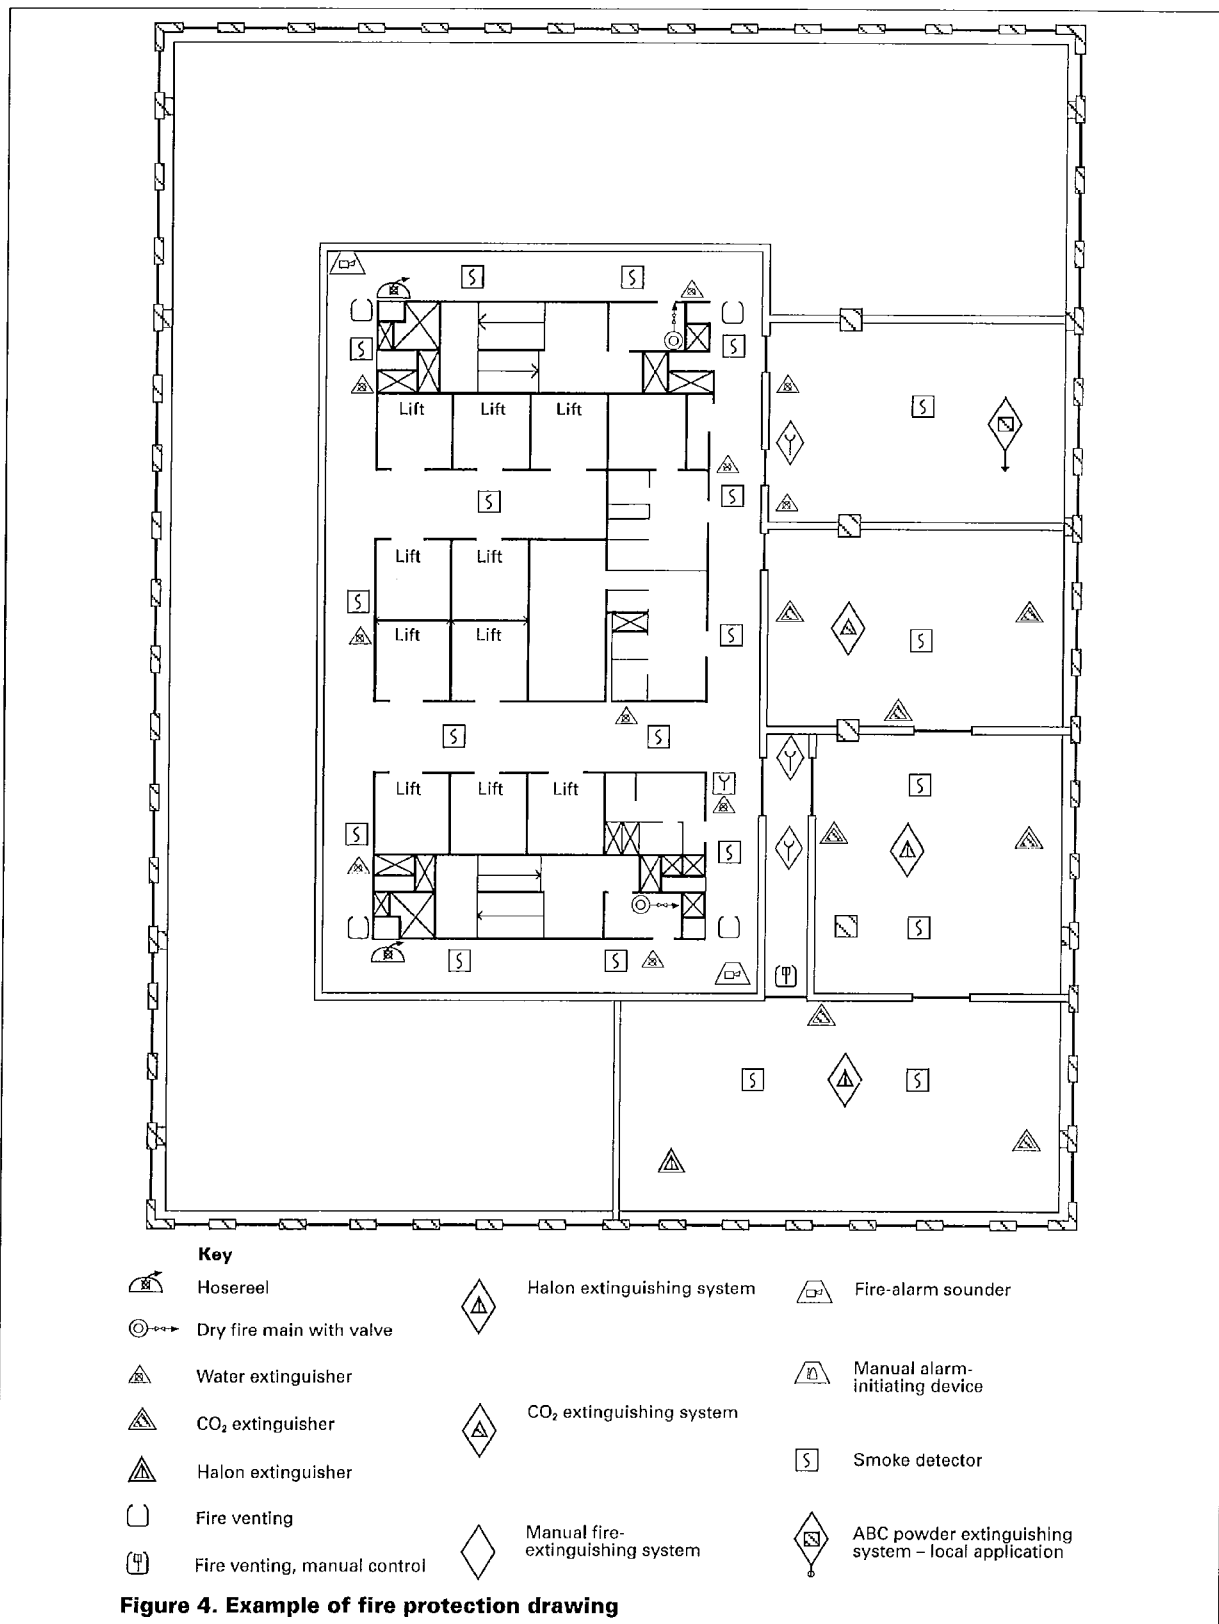 Lift Lift Lift
Lift Lift
Lift Lift
Lift Lift Lift
Key
Hosereel
Dry fire main with valve
Water extinguisher
CO₂ extinguisher
Halon extinguisher
Fire venting
Fire venting, manual control
Halon extinguishing system
CO₂ extinguishing system
Manual fire-
extinguishing system
Fire-alarm sounder
Manual alarm-
initiating device
Smoke detector
ABC powder extinguishing
system – local application
Figure 4. Example of fire protection drawing